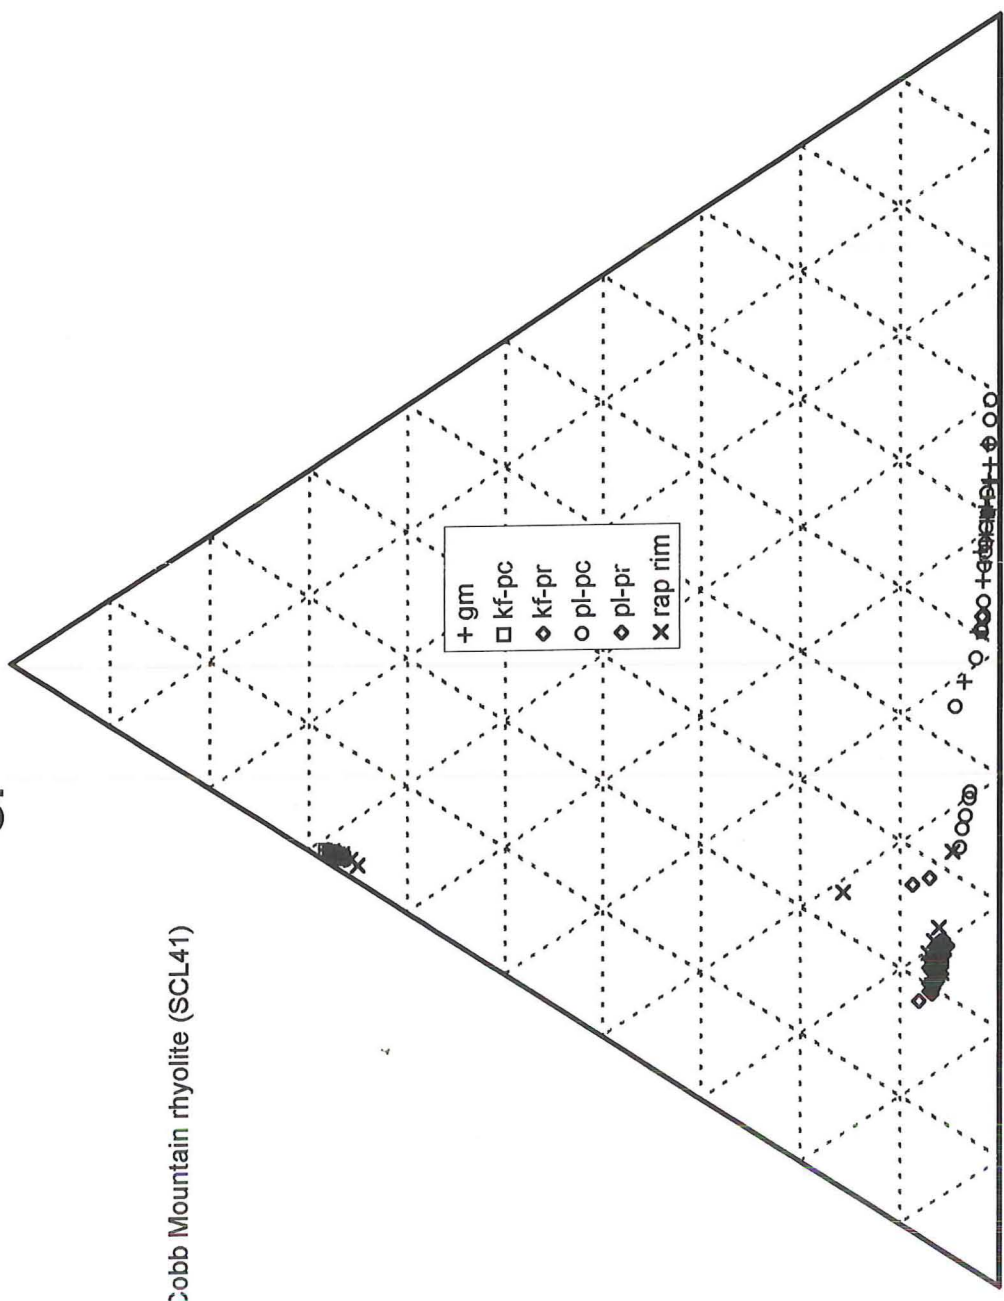 Cobb Mountain rhyolite (SCL41)
gm
kf-pc
kf-pr
pl-pc
pl-pr
rap rim